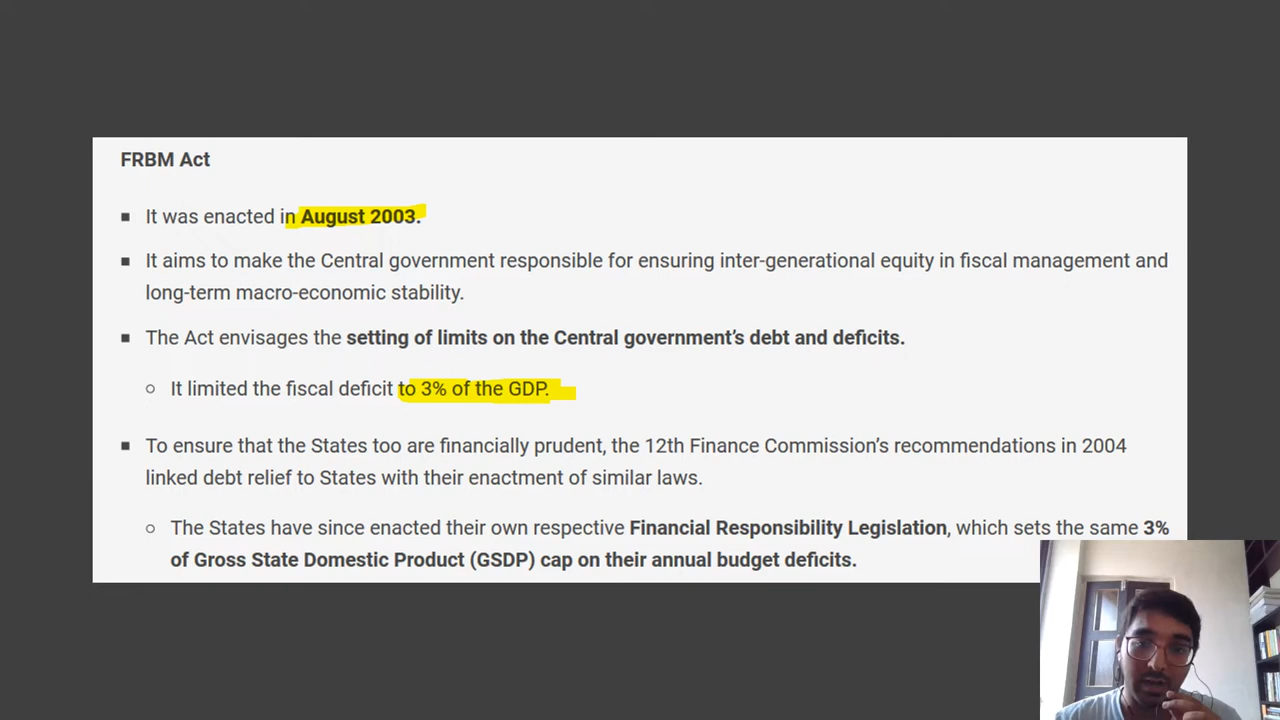 FRBM Act
It was enacted in August 2003.
It aims to make the Central government responsible for ensuring inter-generational equity in fiscal management and
long-term macro-economic stability.
The Act envisages the setting of limits on the Central government's debt and deficits.
It limited the fiscal deficit to 3% of the GDP.
To ensure that the States too are financially prudent, the 12th Finance Commission's recommendations in 2004
linked debt relief to States with their enactment of similar laws.
The States have since enacted their own respective Financial Responsibility Legislation, which sets the same 3%
of Gross State Domestic Product (GSDP) cap on their annual budget deficits.